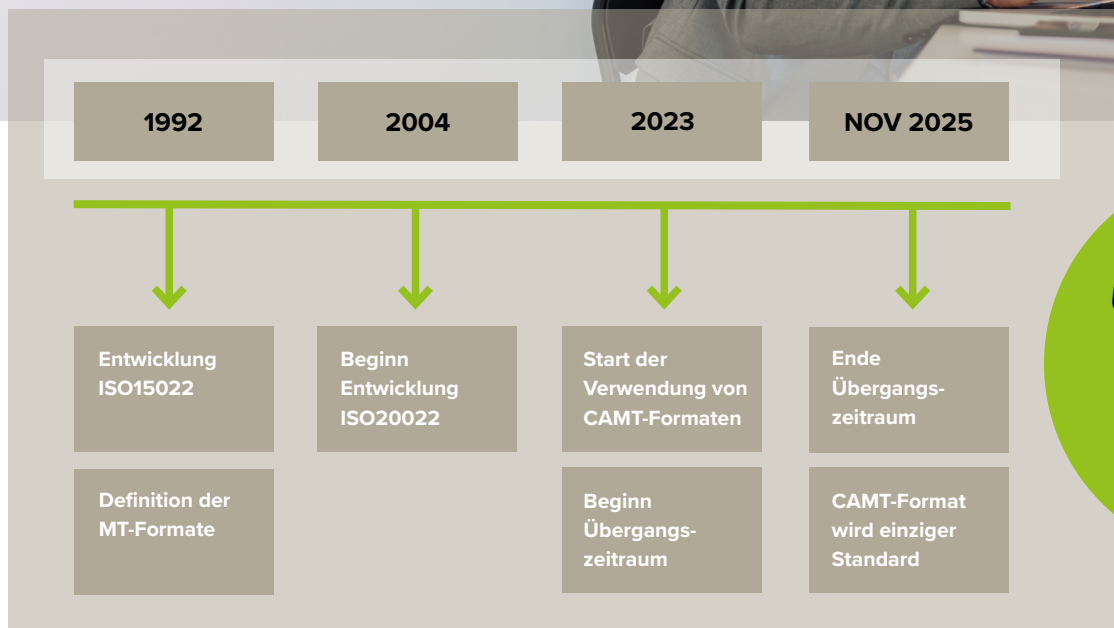 1992
2004
2023
NOV 2025
Entwicklung
ISO15022
Beginn
Entwicklung
ISO20022
Start der
Verwendung von
CAMT-Formaten
Ende
Übergangs-
zeitraum
Definition der
MT-Formate
Beginn
Übergangs-
zeitraum
CAMT-Format
wird einziger
Standard